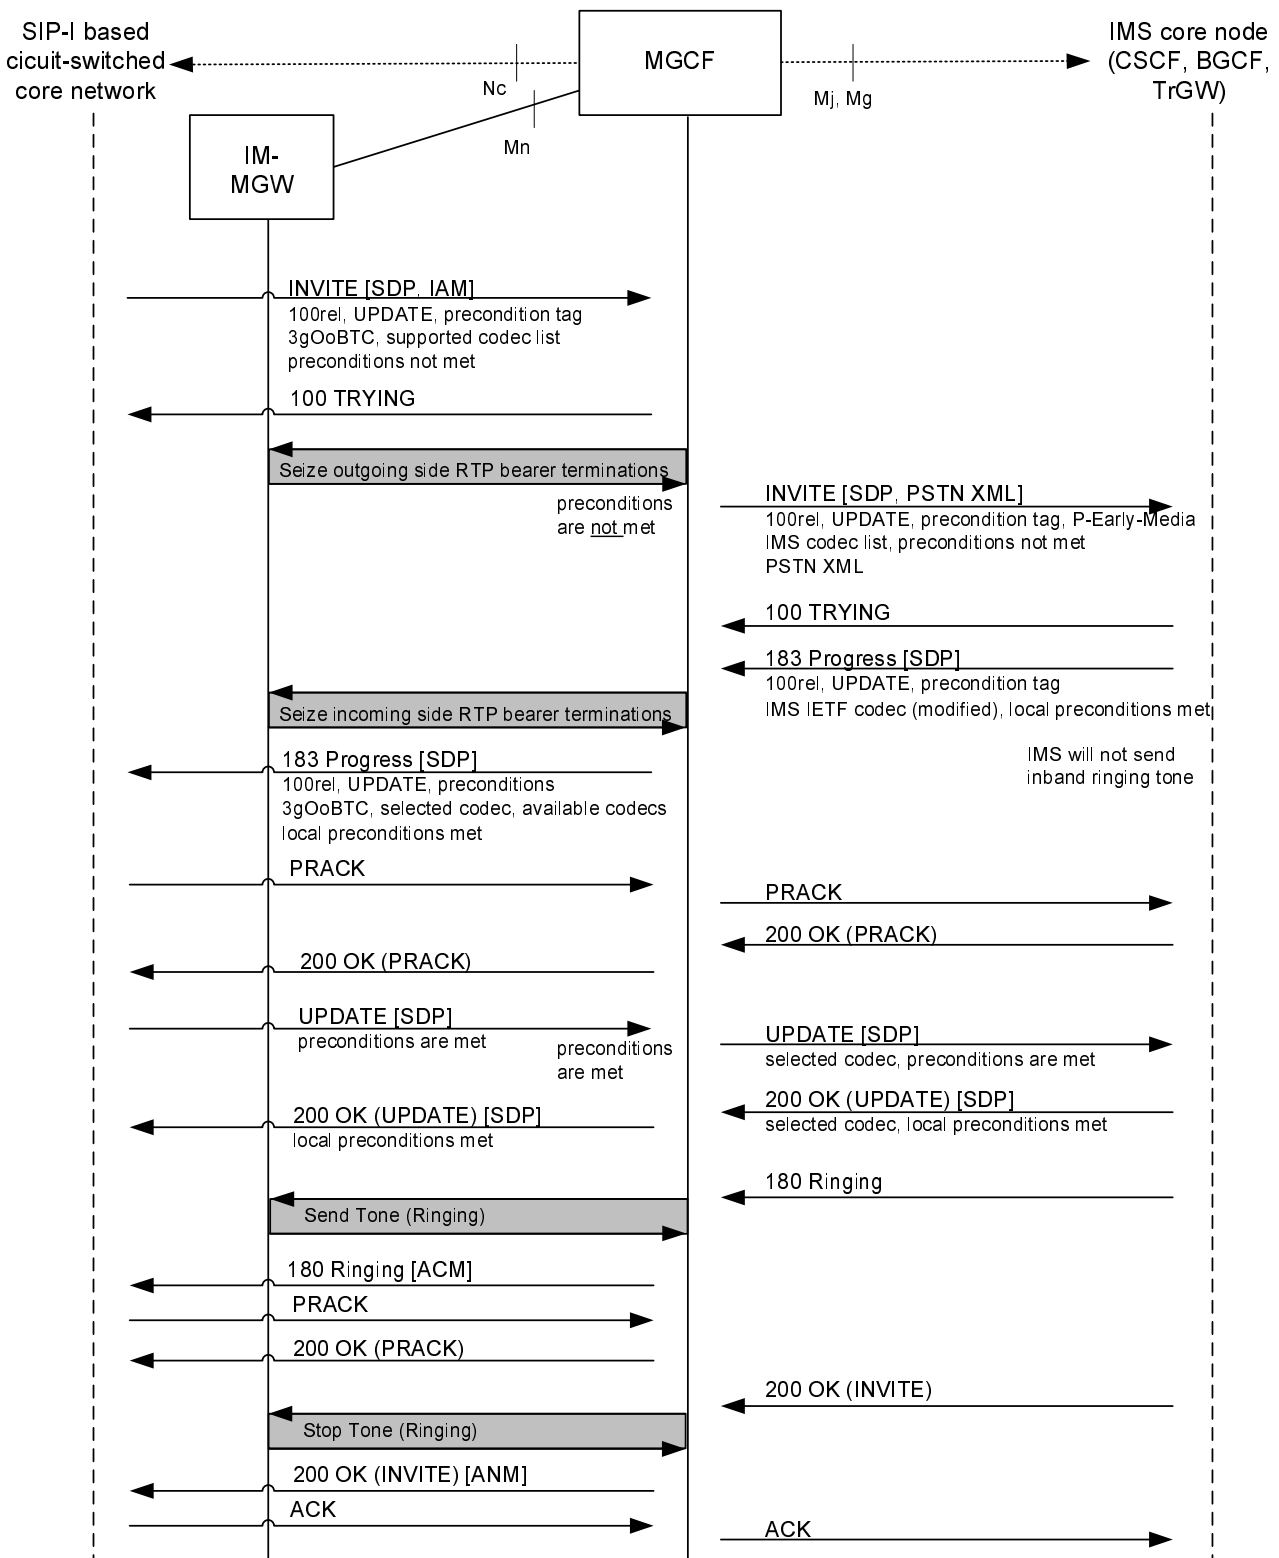 SIP-I based
cicuit-switched
core network
MGCF
IMS core node
(CSCF, BGCF,
TrGW)
Nc
Mj, Mg
Mn
IM-
MGW
INVITE [SDP, IAM]
100rel, UPDATE, precondition tag
3gOoBTC, supported codec list
preconditions not met
100 TRYING
Seize outgoing side RTP bearer terminations
preconditions
are not met
INVITE [SDP, PSTN XML]
100rel, UPDATE, precondition tag, P-Early-Media
IMS codec list, preconditions not met
PSTN XML
100 TRYING
183 Progress [SDP]
100rel, UPDATE, precondition tag
IMS IETF codec (modified), local preconditions met
Seize incoming side RTP bearer terminations
183 Progress [SDP]
100rel, UPDATE, preconditions
3gOoBTC, selected codec, available codecs
local preconditions met
IMS will not send
inband ringing tone
PRACK
PRACK
200 OK (PRACK)
200 OK (PRACK)
UPDATE [SDP]
preconditions are met
preconditions
are met
UPDATE [SDP]
selected codec, preconditions are met
200 OK (UPDATE) [SDP]
selected codec, local preconditions met
200 OK (UPDATE) [SDP]
local preconditions met
180 Ringing
Send Tone (Ringing)
180 Ringing [ACM]
PRACK
200 OK (PRACK)
200 OK (INVITE)
Stop Tone (Ringing)
200 OK (INVITE) [ANM]
ACK
ACK